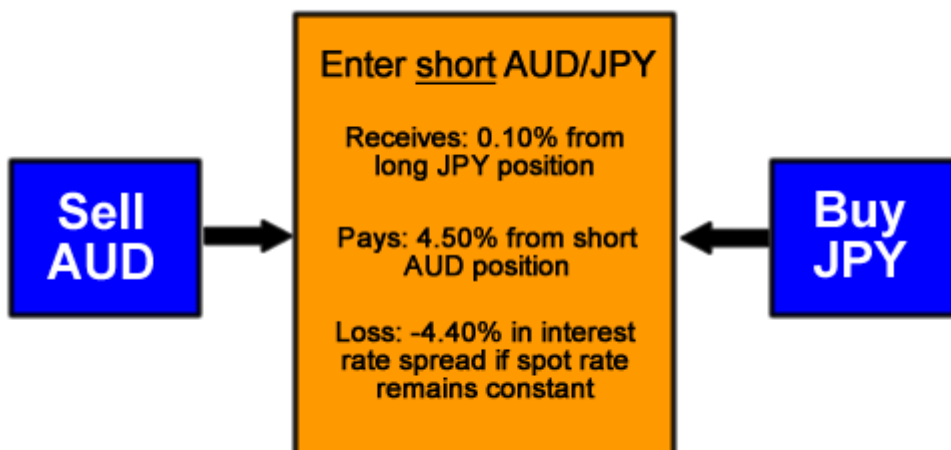 Enter short AUD/JPY
Receives: 0.10% from
long JPY position
Sell
AUD
Pays: 4.50% from short
AUD position
Buy
JPY
Loss: -4.40% in interest
rate spread if spot rate
remains constant